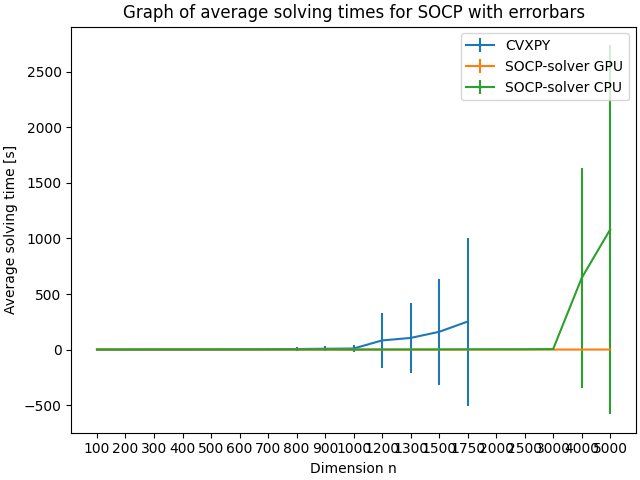 Graph of average solving times for SOCP with errorbars
CVXPY
SOCP-solver GPU
SOCP-solver CPU
Average solving time [s]
2500
2000
1500
1000
500
0
−500
100 200 300 400 500 600 700 800 900 1000 1200 1300 1500 1750 2000 2500 3000 4000 5000
Dimension n